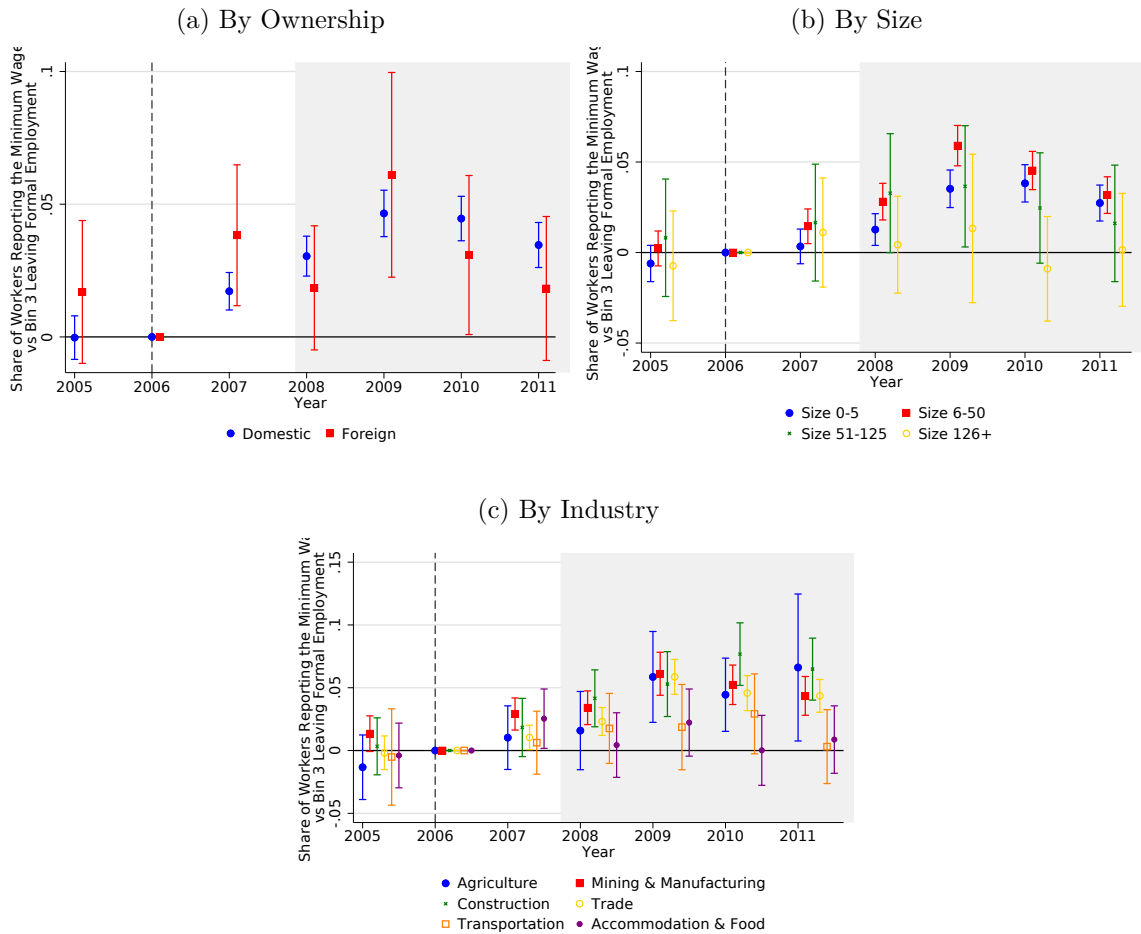 (a) By Ownership
Share of Workers Reporting the Minimum Wage
vs Bin 3 Leaving Formal Employment
.1
.05
0
2005 2006 2007 2008 2009 2010 2011
Year
Domestic Foreign
(b) By Size
Share of Workers Reporting the Minimum Wag
vs Bin 3 Leaving Formal Employment
.1
.05
0
-.05
2005 2006 2007 2008 2009 2010 2011
Year
Size 0-5 Size 6-50
Size 51-125 Size 126+
(c) By Industry
Share of Workers Reporting the Minimum Wa
vs Bin 3 Leaving Formal Employment
.15
.1
.05
0
-.05
2005 2006 2007 2008 2009 2010 2011
Year
Agriculture Mining & Manufacturing
Construction Trade
Transportation Accommodation & Food